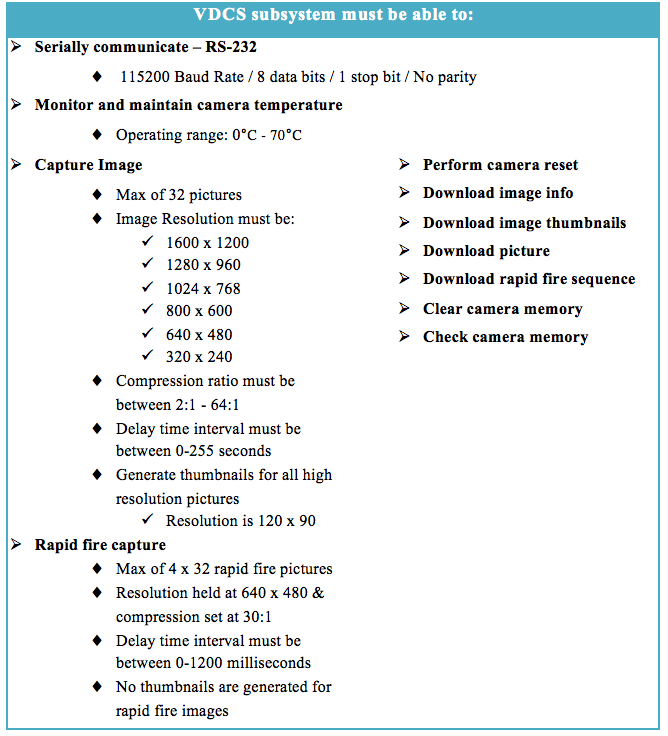 VDCS subsystem must be able to:
➢ Serially communicate – RS-232
♦ 115200 Baud Rate / 8 data bits / 1 stop bit / No parity
➢ Monitor and maintain camera temperature
♦ Operating range: 0°C - 70°C
➢ Capture Image
♦ Max of 32 pictures
♦ Image Resolution must be:
✓ 1600 x 1200
✓ 1280 x 960
✓ 1024 x 768
✓ 800 x 600
✓ 640 x 480
✓ 320 x 240
♦ Compression ratio must be
between 2:1 - 64:1
♦ Delay time interval must be
between 0-255 seconds
♦ Generate thumbnails for all high
resolution pictures
✓ Resolution is 120 x 90
➢ Rapid fire capture
♦ Max of 4 x 32 rapid fire pictures
♦ Resolution held at 640 x 480 &
compression set at 30:1
♦ Delay time interval must be
between 0-1200 milliseconds
♦ No thumbnails are generated for
rapid fire images
➢ Perform camera reset
➢ Download image info
➢ Download image thumbnails
➢ Download picture
➢ Download rapid fire sequence
➢ Clear camera memory
➢ Check camera memory